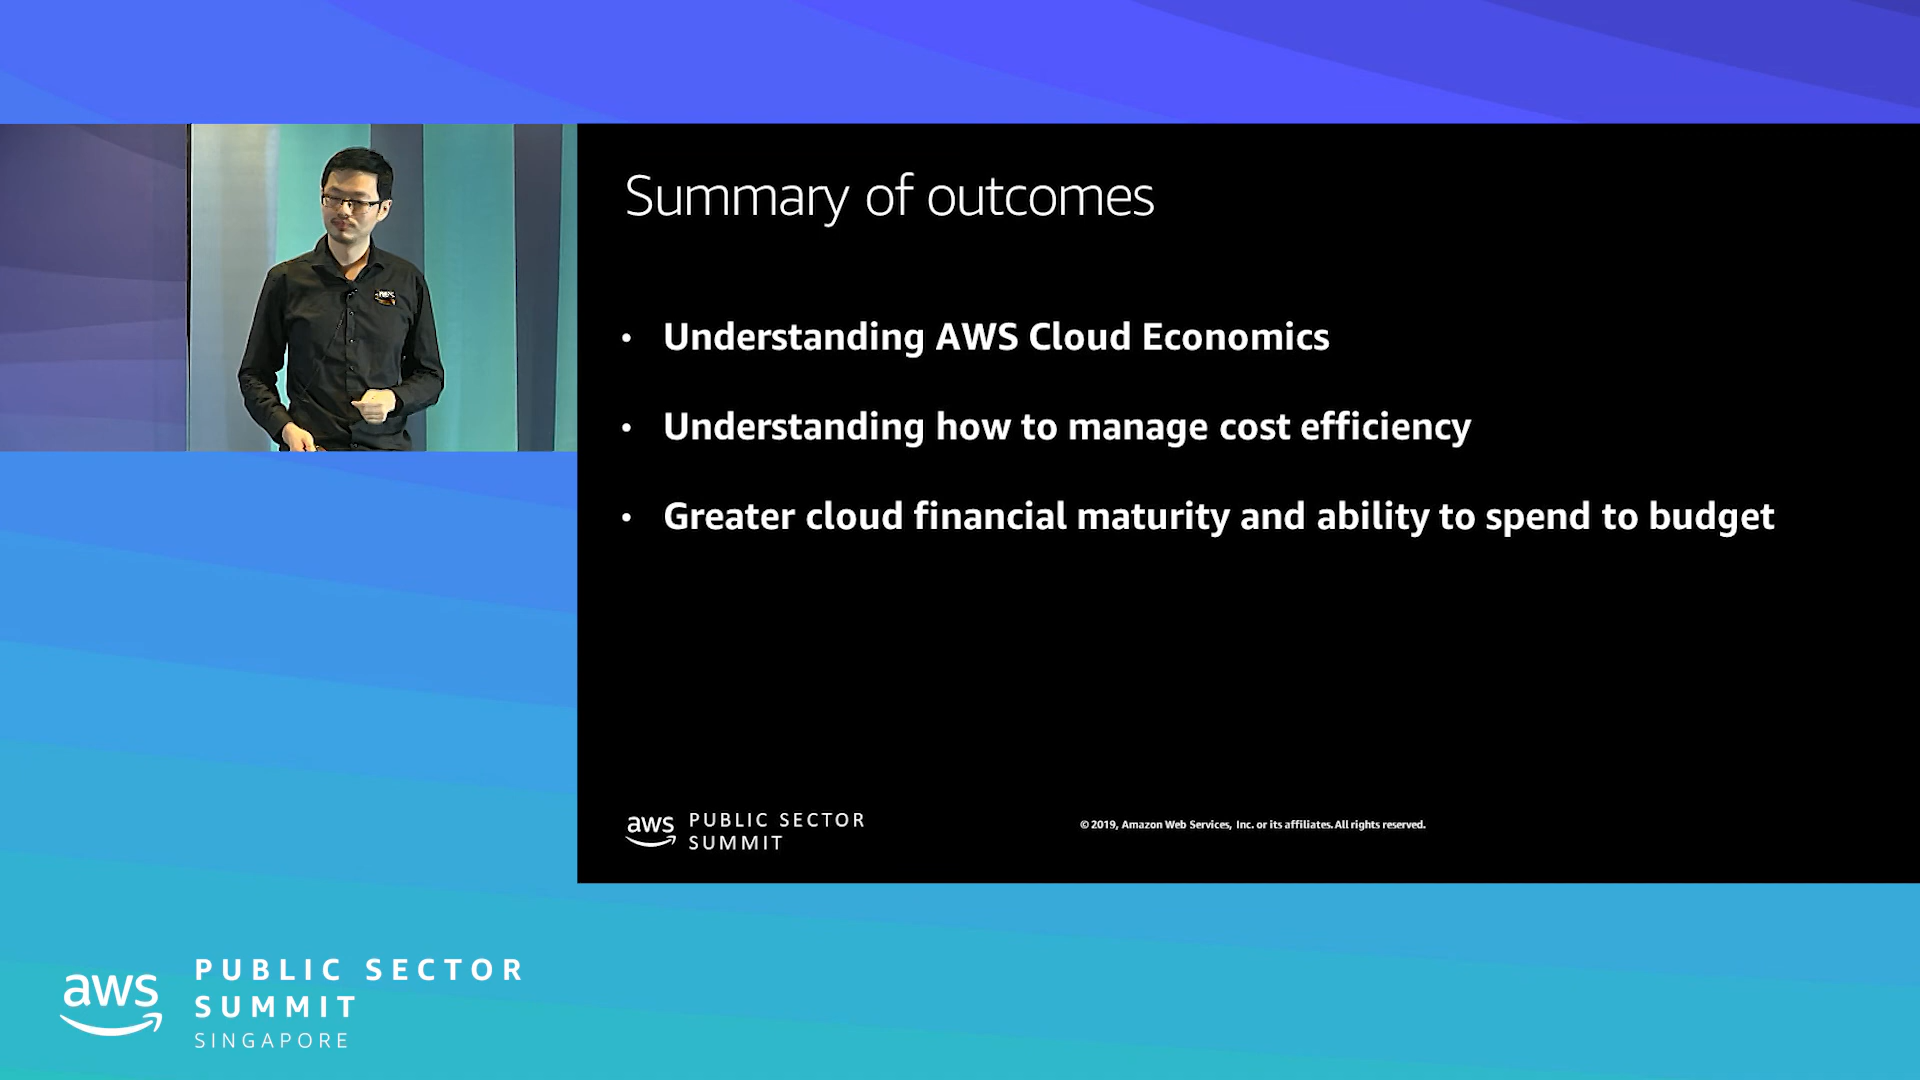 Summary of outcomes
• Understanding AWS Cloud Economics
• Understanding how to manage cost efficiency
• Greater cloud financial maturity and ability to spend to budget
aws PUBLIC SECTOR
SUMMIT
© 2019, Amazon Web Services, Inc. or its affiliates. All rights reserved.
aws PUBLIC SECTOR
SUMMIT
SINGAPORE